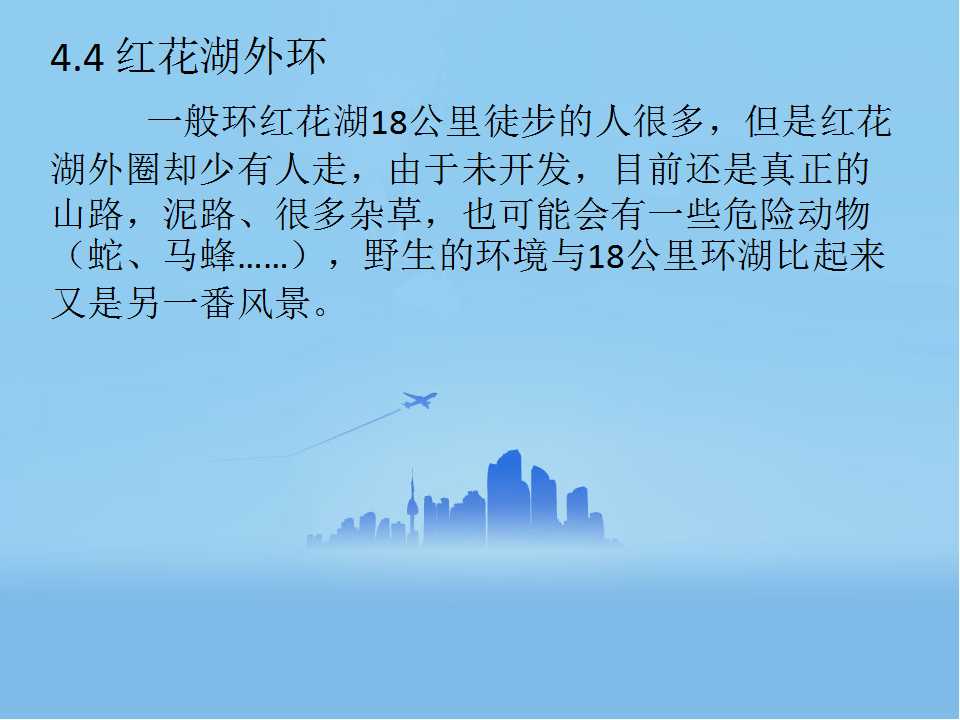 4.4 红花湖外环
一般环红花湖18公里徒步的人很多，但是红花
湖外圈却少有人走，由于未开发，目前还是真正的
山路，泥路、很多杂草，也可能会有一些危险动物
（蛇、马蜂……），野生的环境与18公里环湖比起来
又是另一番风景。